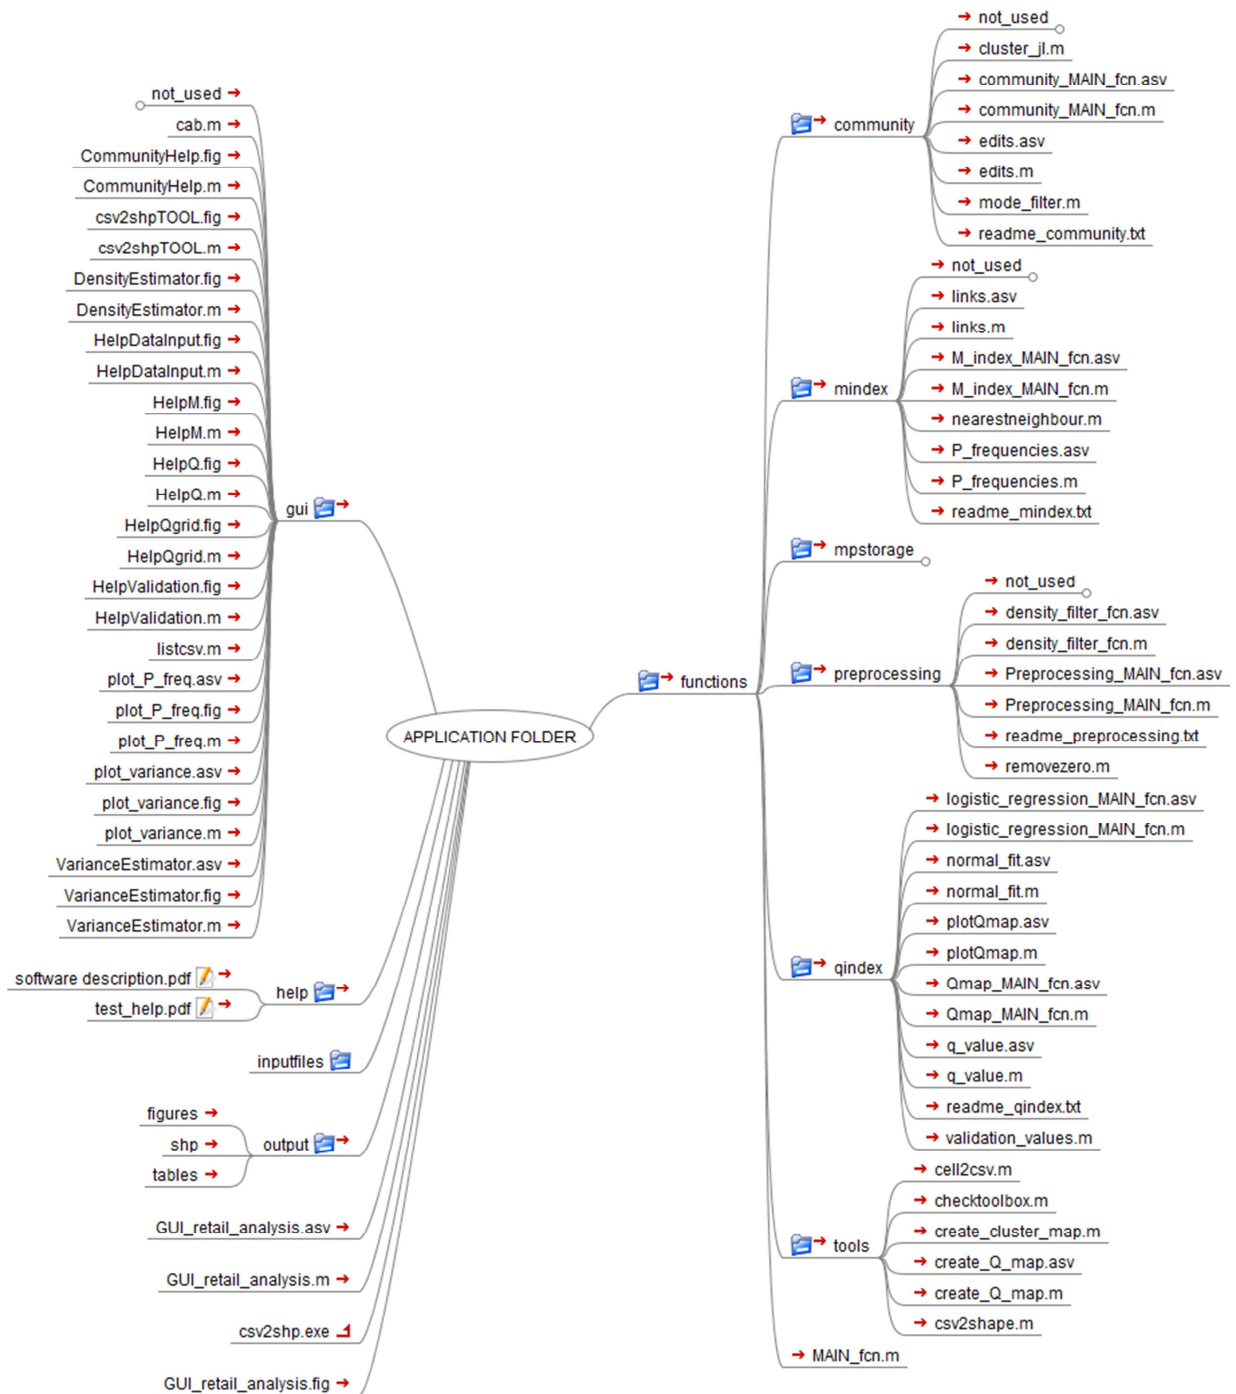 not_used
cab.m
CommunityHelp.fig
CommunityHelp.m
csv2shpTOOL.fig
csv2shpTOOL.m
DensityEstimator.fig
DensityEstimator.m
HelpDataInput.fig
HelpDataInput.m
HelpM.fig
HelpM.m
HelpQ.fig
HelpQ.m
HelpQgrid.fig
HelpQgrid.m
HelpValidation.fig
HelpValidation.m
listcsv.m
plot_P_freq.asv
plot_P_freq.fig
plot_P_freq.m
plot_variance.asv
plot_variance.fig
plot_variance.m
VarianceEstimator.asv
VarianceEstimator.fig
VarianceEstimator.m
gui
software description.pdf
test_help.pdf
help
inputfiles
figures
shp
tables
output
GUI_retail_analysis.asv
GUI_retail_analysis.m
csv2shp.exe
GUI_retail_analysis.fig
APPLICATION FOLDER
functions
community
not_used
cluster_jl.m
community_MAIN_fcn.asv
community_MAIN_fcn.m
edits.asv
edits.m
mode_filter.m
readme_community.txt
mindex
not_used
links.asv
links.m
M_index_MAIN_fcn.asv
M_index_MAIN_fcn.m
nearestneighbour.m
P_frequencies.asv
P_frequencies.m
readme_mindex.txt
mpstorage
preprocessing
not_used
density_filter_fcn.asv
density_filter_fcn.m
Preprocessing_MAIN_fcn.asv
Preprocessing_MAIN_fcn.m
readme_preprocessing.txt
removezero.m
qindex
logistic_regression_MAIN_fcn.asv
logistic_regression_MAIN_fcn.m
normal_fit.asv
normal_fit.m
plotQmap.asv
plotQmap.m
Qmap_MAIN_fcn.asv
Qmap_MAIN_fcn.m
q_value.asv
q_value.m
readme_qindex.txt
validation_values.m
tools
cell2csv.m
checktoolbox.m
create_cluster_map.m
create_Q_map.asv
create_Q_map.m
csv2shape.m
MAIN_fcn.m